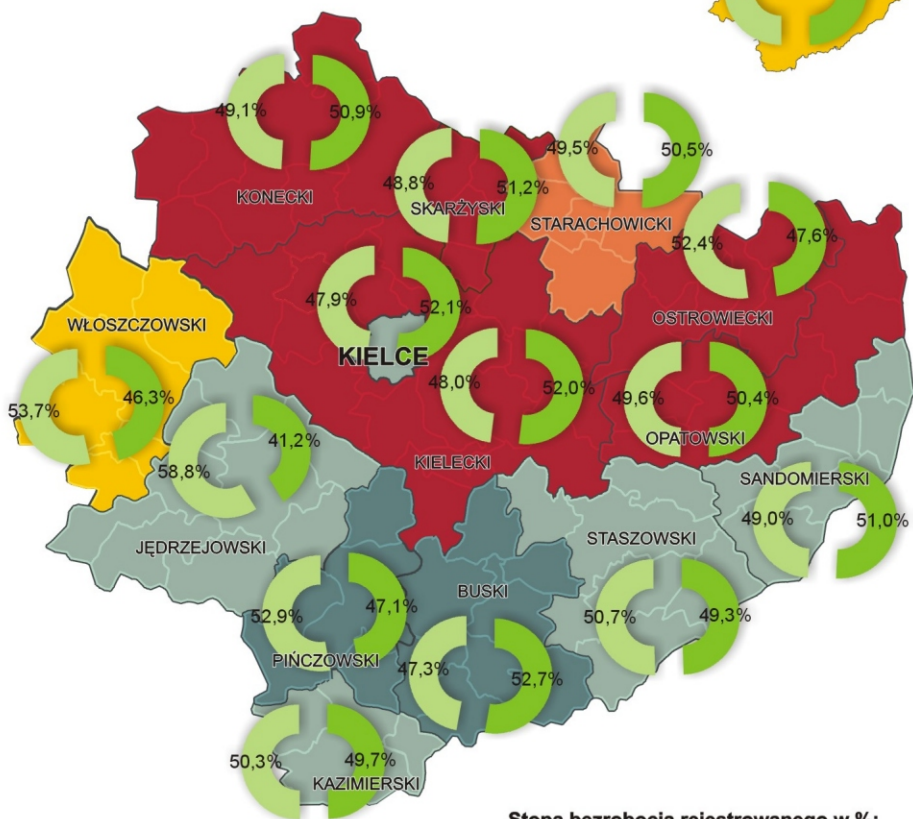 49,1% 50,9%
KONECKI
49,5% 50,5%
48,8% 51,2%
SKARŻYSKI
STARACHOWICKI
52,4% 47,6%
47,9% 52,1%
OSTROWIECKI
WŁOSZCZOWSKI
KIELCE
53,7% 46,3%
48,0% 52,0%
49,6% 50,4%
OPATOWSKI
58,8% 41,2%
KIELECKI
SANDOMIERSKI
49,0% 51,0%
JĘDRZEJOWSKI
STASZOWSKI
BUSKI
52,9% 47,1%
50,7% 49,3%
PIŃCZOWSKI
47,3% 52,7%
50,3% 49,7%
KAZIMIERSKI
Stopa bezrobocia rejestrowanego w %: